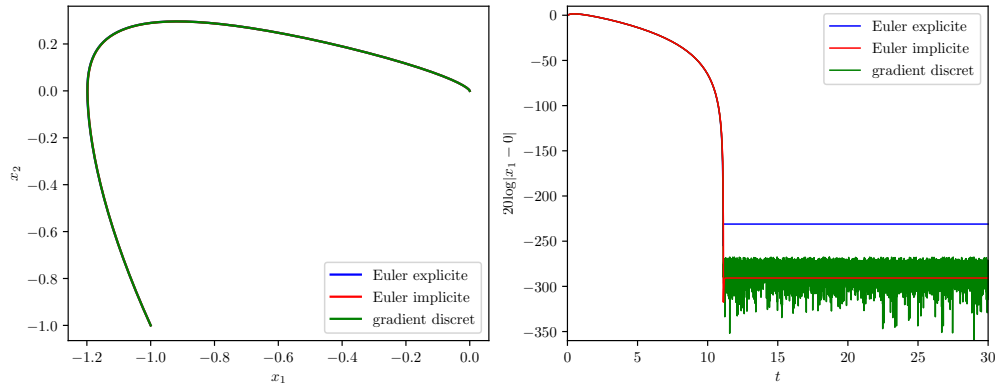 0.2
0.0
−0.2
−0.4
−0.6
−0.8
−1.0
x₂
−1.2
−1.0
−0.8
−0.6
−0.4
−0.2
0.0
x₁
Euler explicite
Euler implicite
gradient discret
0
−50
−100
−150
−200
−250
−300
−350
20log|x₁ − 0|
0
5
10
15
20
25
30
t
Euler explicite
Euler implicite
gradient discret